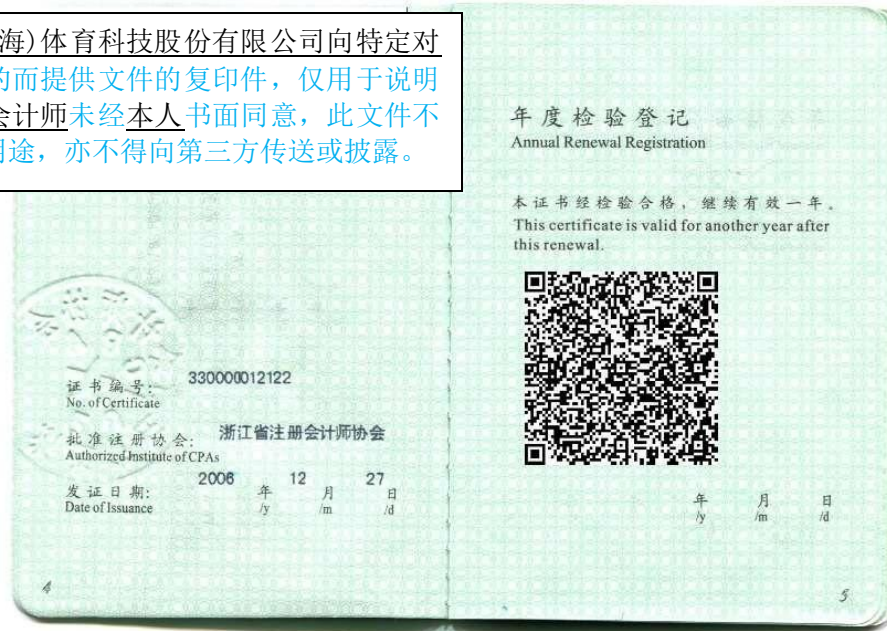 海)体育科技股份有限公司向特定对
的而提供文件的复印件，仅用于说明
会计师未经本人书面同意，此文件不
用途，亦不得向第三方传送或披露。
证书编号:
330000012122
No. of Certificate
批准注册协会:
浙江省注册会计师协会
Authorized Institute of CPAs
发证日期:
2006 年 12 月 27 日
Date of Issuance /y /m /d
4
年度检验登记
Annual Renewal Registration
本证书经检验合格，继续有效一年。
This certificate is valid for another year after
this renewal.
年 月 日
/y /m /d
5